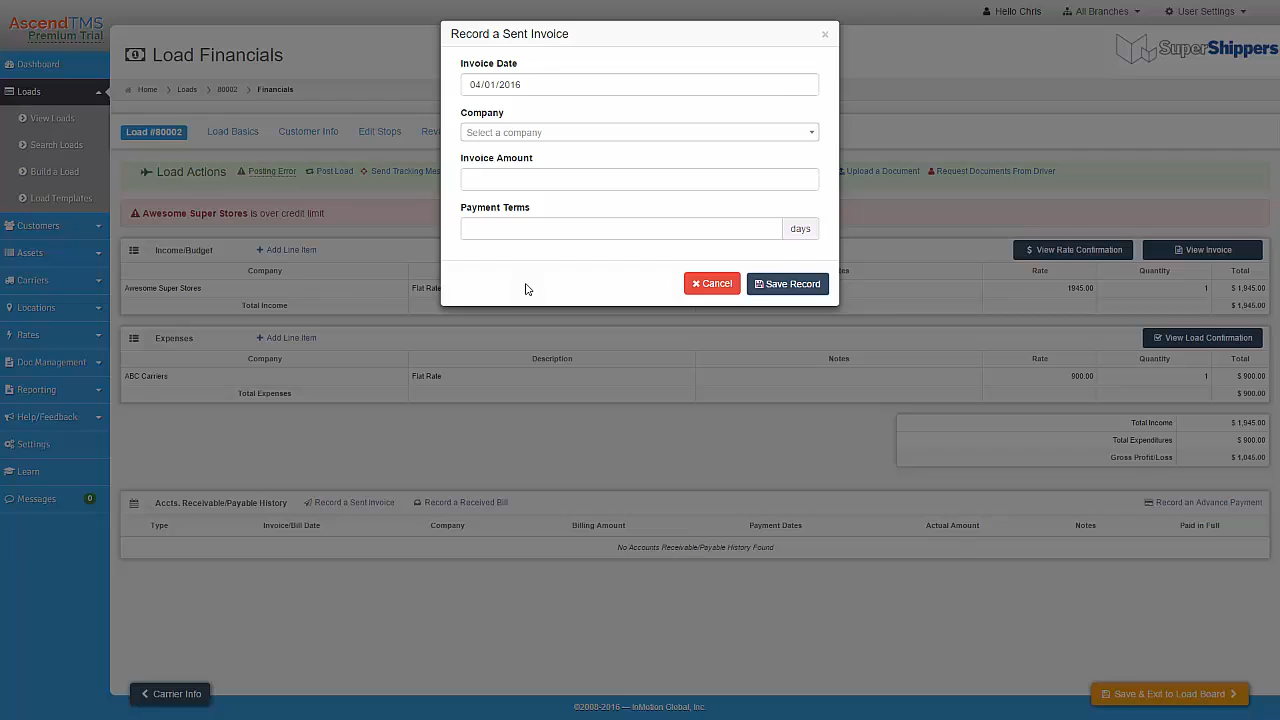 AscendTMS
Premium Trial
Hello Chris
All Branches
User Settings
Load Financials
SuperShippers
Home
Loads
80002
Financials
Load #80002
Load Basics
Customer Info
Edit Stops
Load Actions
Posting Error
Post Load
Send Tracking
Upload a Document
Request Documents From Driver
Awesome Super Stores is over credit limit
Record a Sent Invoice
×
Invoice Date
04/01/2016
Company
Select a company
Invoice Amount
Payment Terms
days
Cancel
Save Record
Dashboard
Loads
View Loads
Search Loads
Build a Load
Load Templates
Customers
Assets
Carriers
Locations
Rates
Doc Management
Reporting
Help/Feedback
Settings
Learn
Messages
0
Income/Budget
+ Add Line Item
$ View Rate Confirmation
View Invoice
Company
Rate
Quantity
Total
Awesome Super Stores
Flat Rate
1945.00
1
$ 1,945.00
Total Income
$ 1,945.00
Expenses
+ Add Line Item
View Load Confirmation
Company
Description
Notes
Rate
Quantity
Total
ABC Carriers
Flat Rate
900.00
1
$ 900.00
Total Expenses
$ 900.00
Total Income
$ 1,945.00
Total Expenditures
$ 900.00
Gross Profit/Loss
$ 1,045.00
Accts. Receivable/Payable History
Record a Sent Invoice
Record a Received Bill
Record an Advance Payment
Type
Invoice/Bill Date
Company
Billing Amount
Payment Dates
Actual Amount
Notes
Paid in Full
No Accounts Receivable/Payable History Found
Carrier Info
Save & Exit to Load Board
©2008-2016 — InMotion Global, Inc.